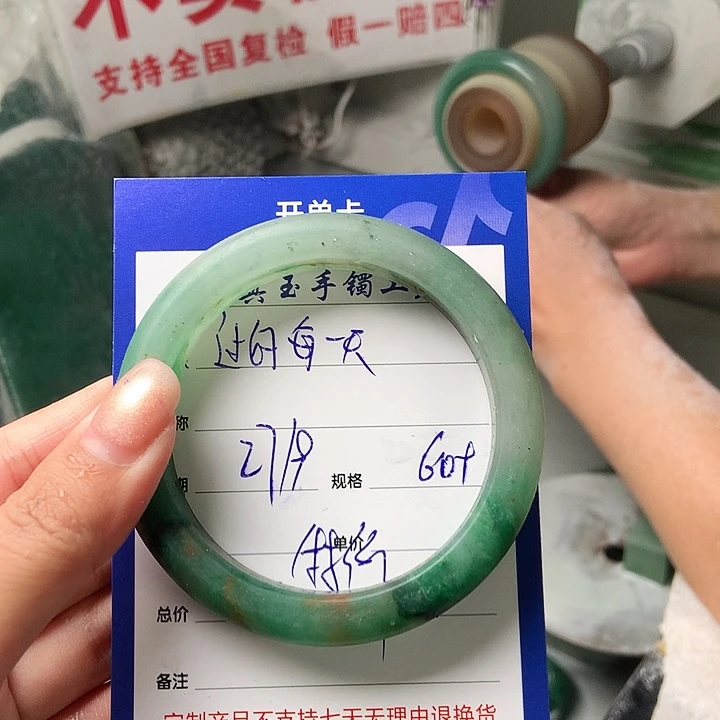 支持全国复检 假一赔四
开单卡
玉手镯工
过的每一天
称
27/9 规格 60+
期
单价
总价
备注
定制产品不支持七天无理由退换货